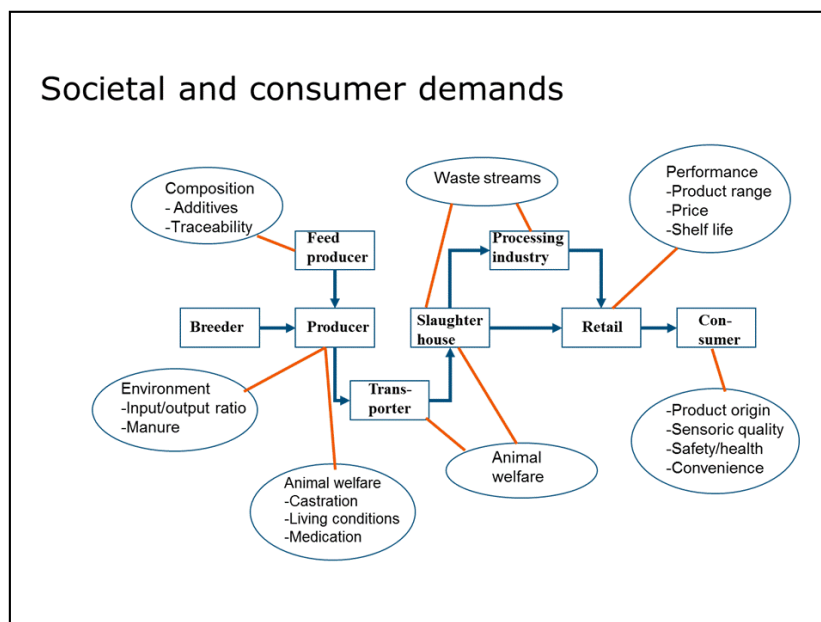 Societal and consumer demands
Composition
- Additives
-Traceability
Waste streams
Performance
-Product range
-Price
-Shelf life
Feed
producer
Processing
industry
Breeder
Producer
Slaughter
house
Retail
Con-
sumer
Environment
-Input/output ratio
-Manure
Trans-
porter
Animal
welfare
-Product origin
-Sensoric quality
-Safety/health
-Convenience
Animal welfare
-Castration
-Living conditions
-Medication